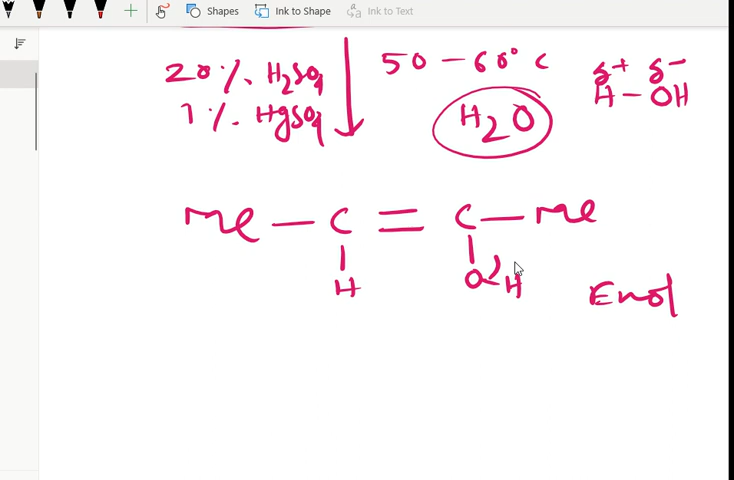 Shapes Ink to Shape Ink to Text
20 % H2SO4 50 – 60° C δ+ δ–
1 % HgSO4 H2O H – OH
Me – C = C – Me
H OH Enol